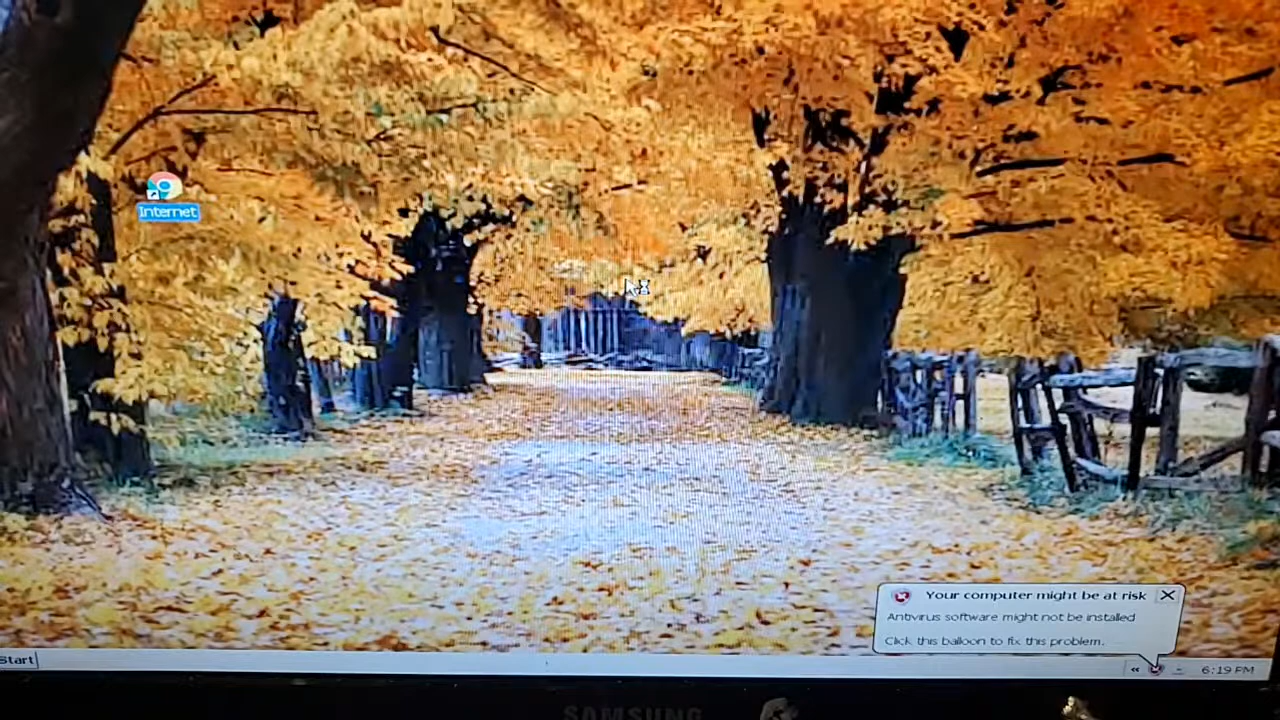 Internet
Your computer might be at risk
Antivirus software might not be installed
Click this balloon to fix this problem.
Start
6:19 PM
SAMSUNG